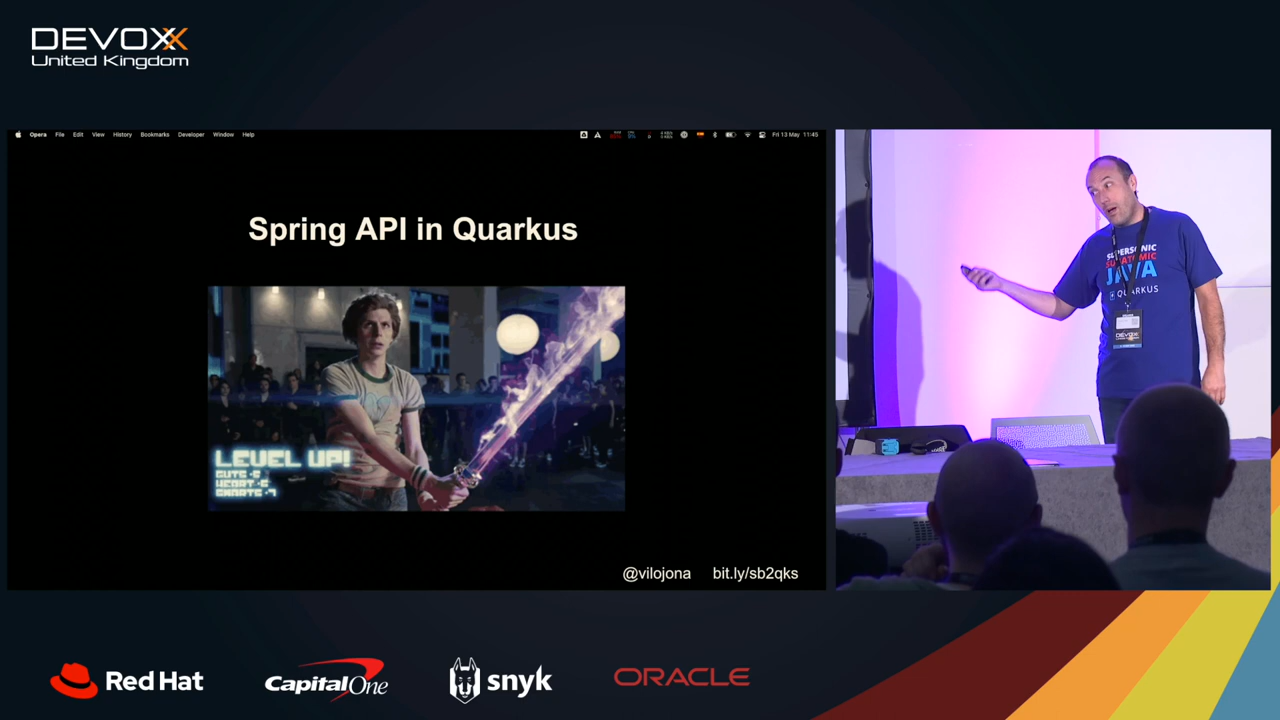 DEVOXX
United Kingdom
Opera File Edit View History Bookmarks Developer Window Help
Fri 13 May 11:45
Spring API in Quarkus
LEVEL UP!
@vilojona bit.ly/sb2qks
SUPERSONIC
SUBATOMIC
JAVA
QUARKUS
DEVOXX
Red Hat
Capital One
snyk
ORACLE